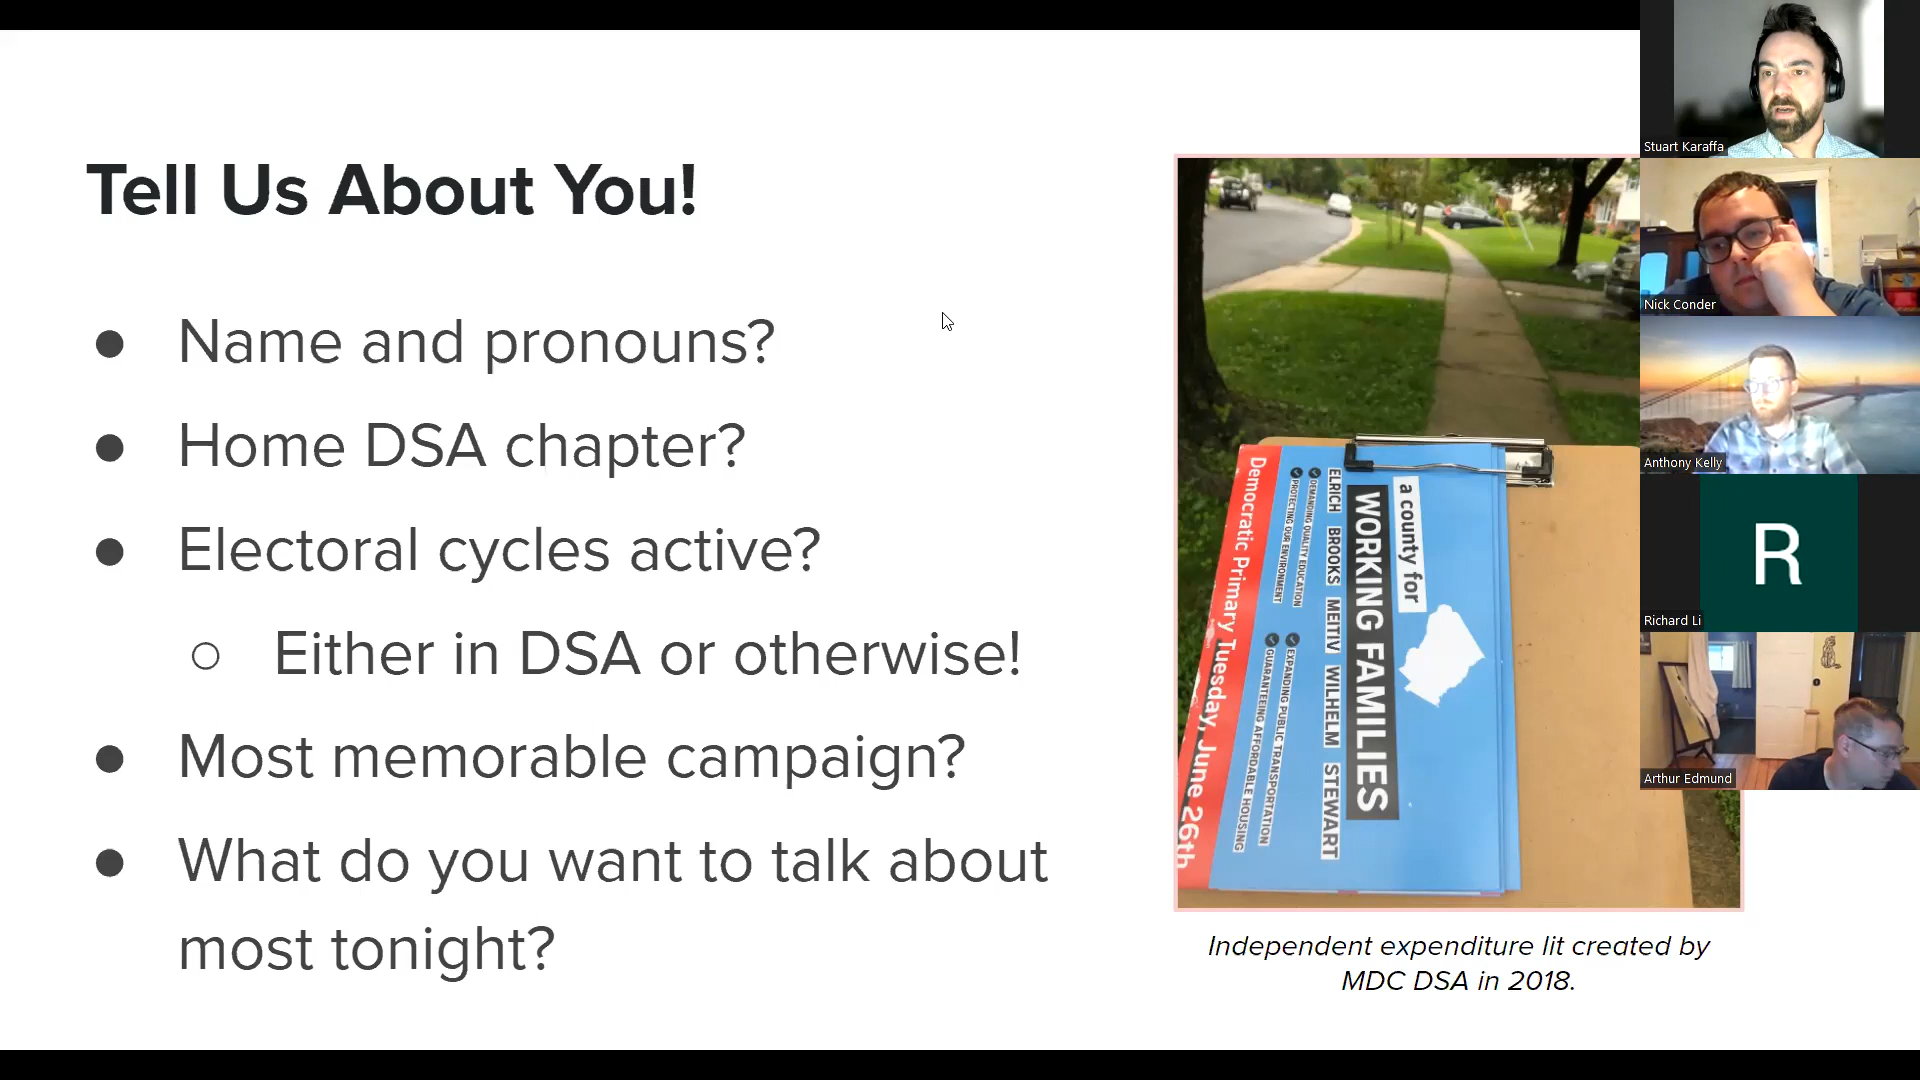 Tell Us About You!
● Name and pronouns?
● Home DSA chapter?
● Electoral cycles active?
○ Either in DSA or otherwise!
● Most memorable campaign?
● What do you want to talk about
most tonight?
a county for
WORKING FAMILIES
ELRICH BROOKS MEITIV WILHELM STEWART
DEMANDING QUALITY EDUCATION
PROTECTING OUR ENVIRONMENT
EXPANDING PUBLIC TRANSPORTATION
GUARANTEEING AFFORDABLE HOUSING
Democratic Primary Tuesday, June 26th
Independent expenditure lit created by
MDC DSA in 2018.
Stuart Karaffa
Nick Conder
Anthony Kelly
R
Richard Li
Arthur Edmund